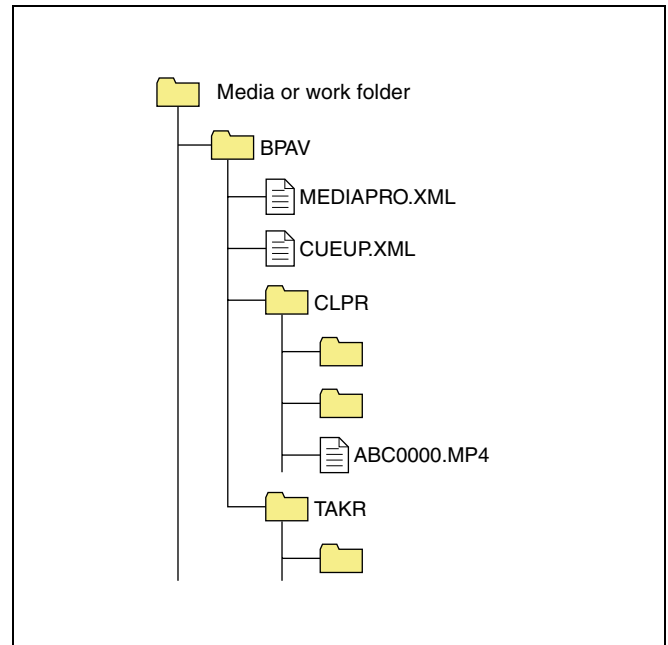 Media or work folder
BPAV
MEDIAPRO.XML
CUEUP.XML
CLPR
ABC0000.MP4
TAKR